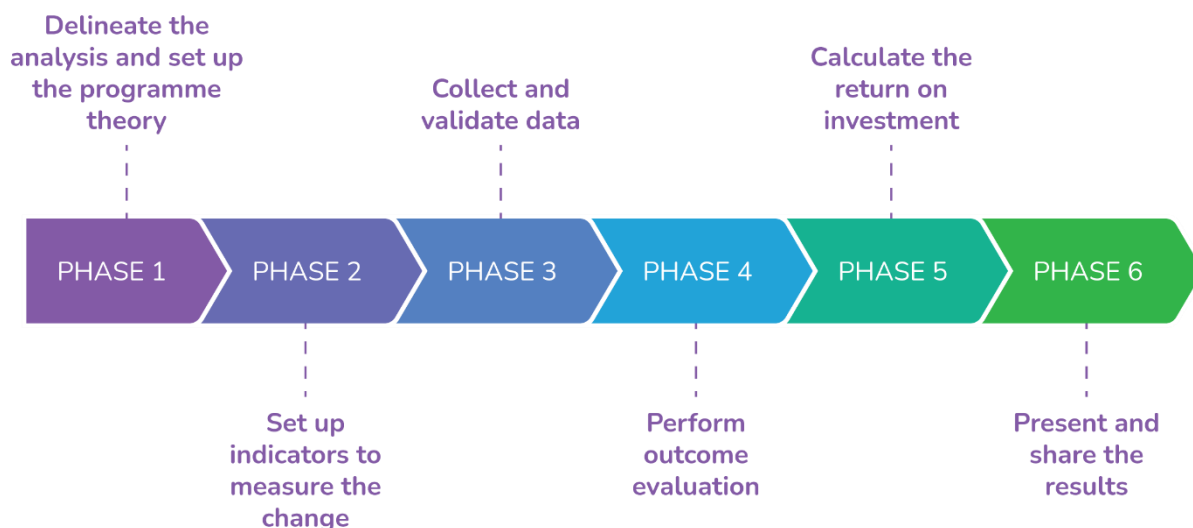 Delineate the
analysis and set up
the programme
theory
Collect and
validate data
Calculate the
return on
investment
PHASE 1
PHASE 2
PHASE 3
PHASE 4
PHASE 5
PHASE 6
Set up
indicators to
measure the
change
Perform
outcome
evaluation
Present and
share the
results